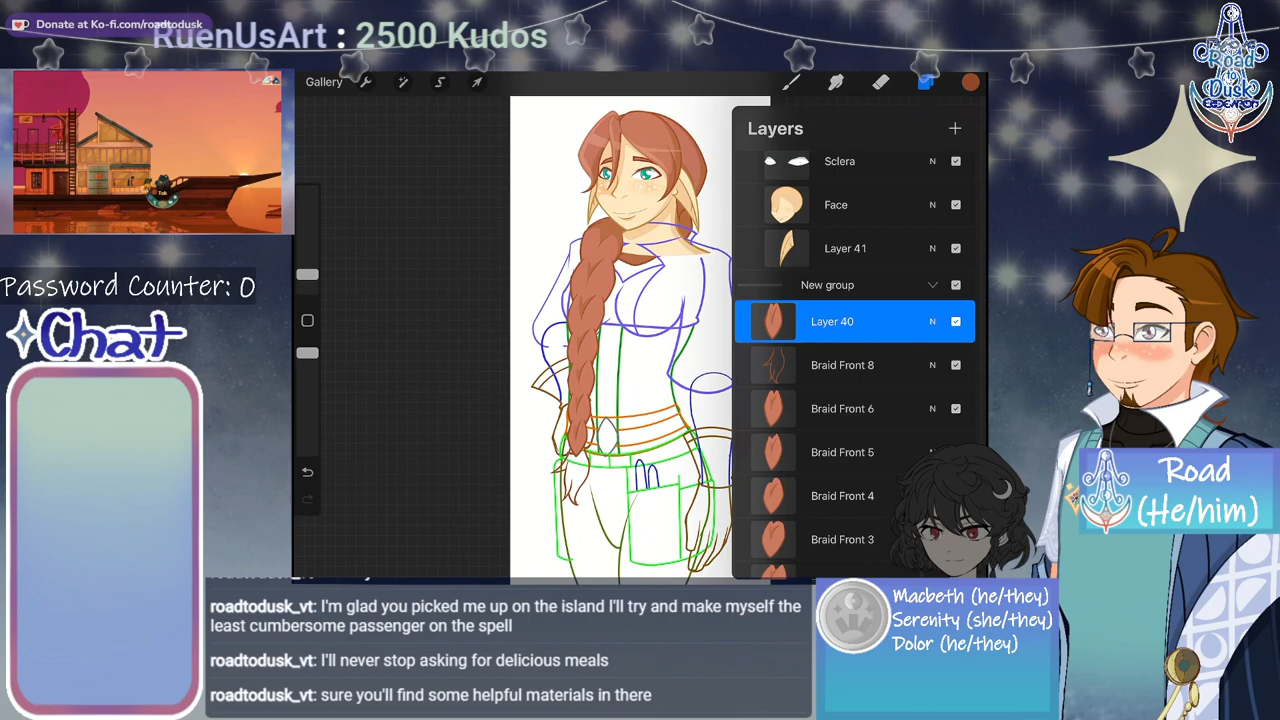 Donate at Ko-fi.com/roadtodusk
RuenUsArt : 2500 Kudos
Road
to
Dusk
Gallery
Layers
Sclera N
Face N
Layer 41 N
New group
Layer 40 N
Braid Front 8 N
Braid Front 6 N
Braid Front 5
Braid Front 4
Braid Front 3
Tok
Password Counter: 0
Chat
Road
(He/him)
roadtodusk_vt: I'm glad you picked me up on the island I'll try and make myself the
least cumbersome passenger on the spell
roadtodusk_vt: I'll never stop asking for delicious meals
roadtodusk_vt: sure you'll find some helpful materials in there
Macbeth (he/they)
Serenity (she/they)
Dolor (he/they)